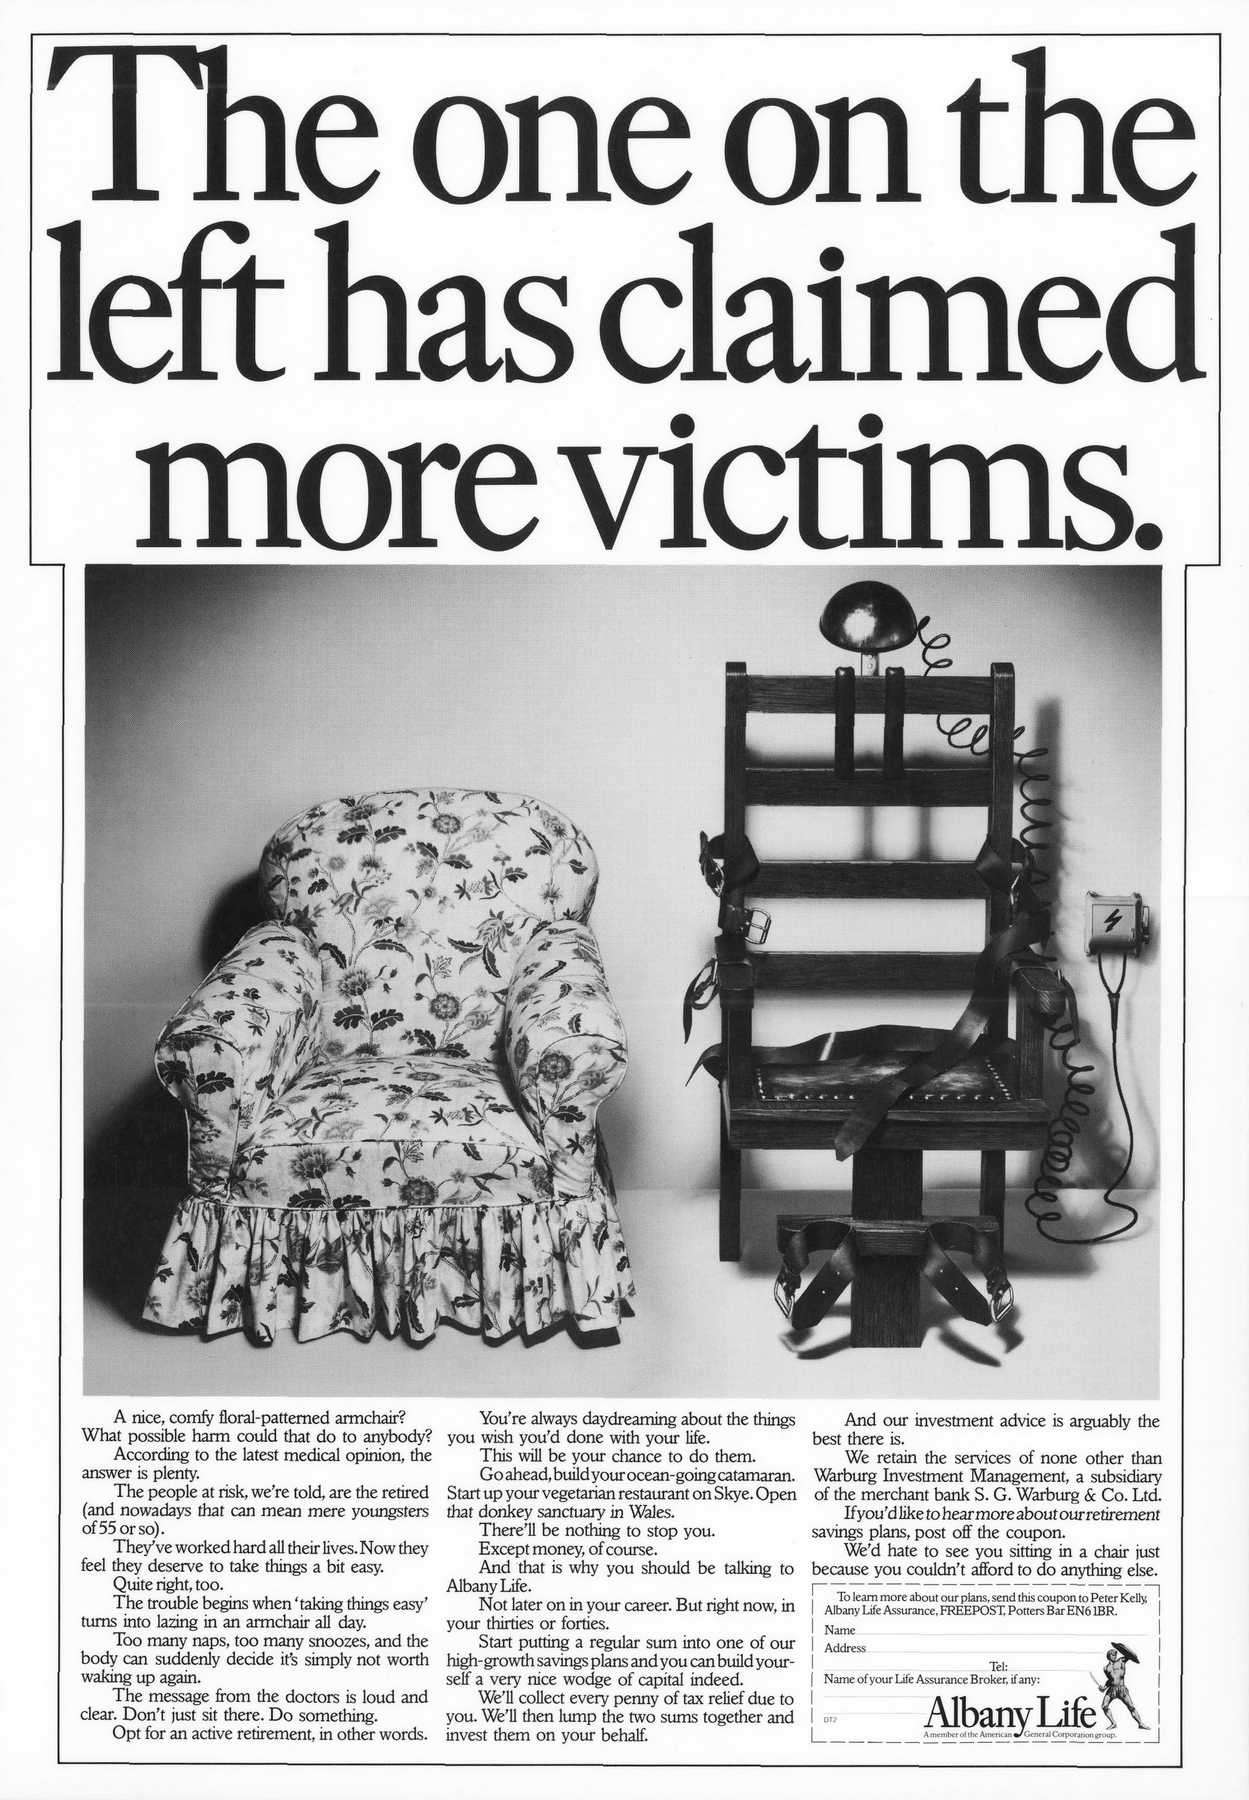 The one on the
left has claimed
more victims.
A nice, comfy floral-patterned armchair?
What possible harm could that do to anybody?
According to the latest medical opinion, the
answer is plenty.
The people at risk, we're told, are the retired
(and nowadays that can mean mere youngsters
of 55 or so).
They've worked hard all their lives. Now they
feel they deserve to take things a bit easy.
Quite right, too.
The trouble begins when 'taking things easy'
turns into lazing in an armchair all day.
Too many naps, too many snoozes, and the
body can suddenly decide it's simply not worth
waking up again.
The message from the doctors is loud and
clear. Don't just sit there. Do something.
Opt for an active retirement, in other words.
You're always daydreaming about the things
you wish you'd done with your life.
This will be your chance to do them.
Go ahead, build your ocean-going catamaran.
Start up your vegetarian restaurant on Skye. Open
that donkey sanctuary in Wales.
There'll be nothing to stop you.
Except money, of course.
And that is why you should be talking to
Albany Life.
Not later on in your career. But right now, in
your thirties or forties.
Start putting a regular sum into one of our
high-growth savings plans and you can build your-
self a very nice wodge of capital indeed.
We'll collect every penny of tax relief due to
you. We'll then lump the two sums together and
invest them on your behalf.
And our investment advice is arguably the
best there is.
We retain the services of none other than
Warburg Investment Management, a subsidiary
of the merchant bank S. G. Warburg & Co. Ltd.
If you'd like to hear more about our retirement
savings plans, post off the coupon.
We'd hate to see you sitting in a chair just
because you couldn't afford to do anything else.
To learn more about our plans, send this coupon to Peter Kelly,
Albany Life Assurance, FREEPOST, Potters Bar EN6 1BR.
Name
Address
Tel:
Name of your Life Assurance Broker, if any:
DT2
Albany Life
A member of the American General Corporation group.